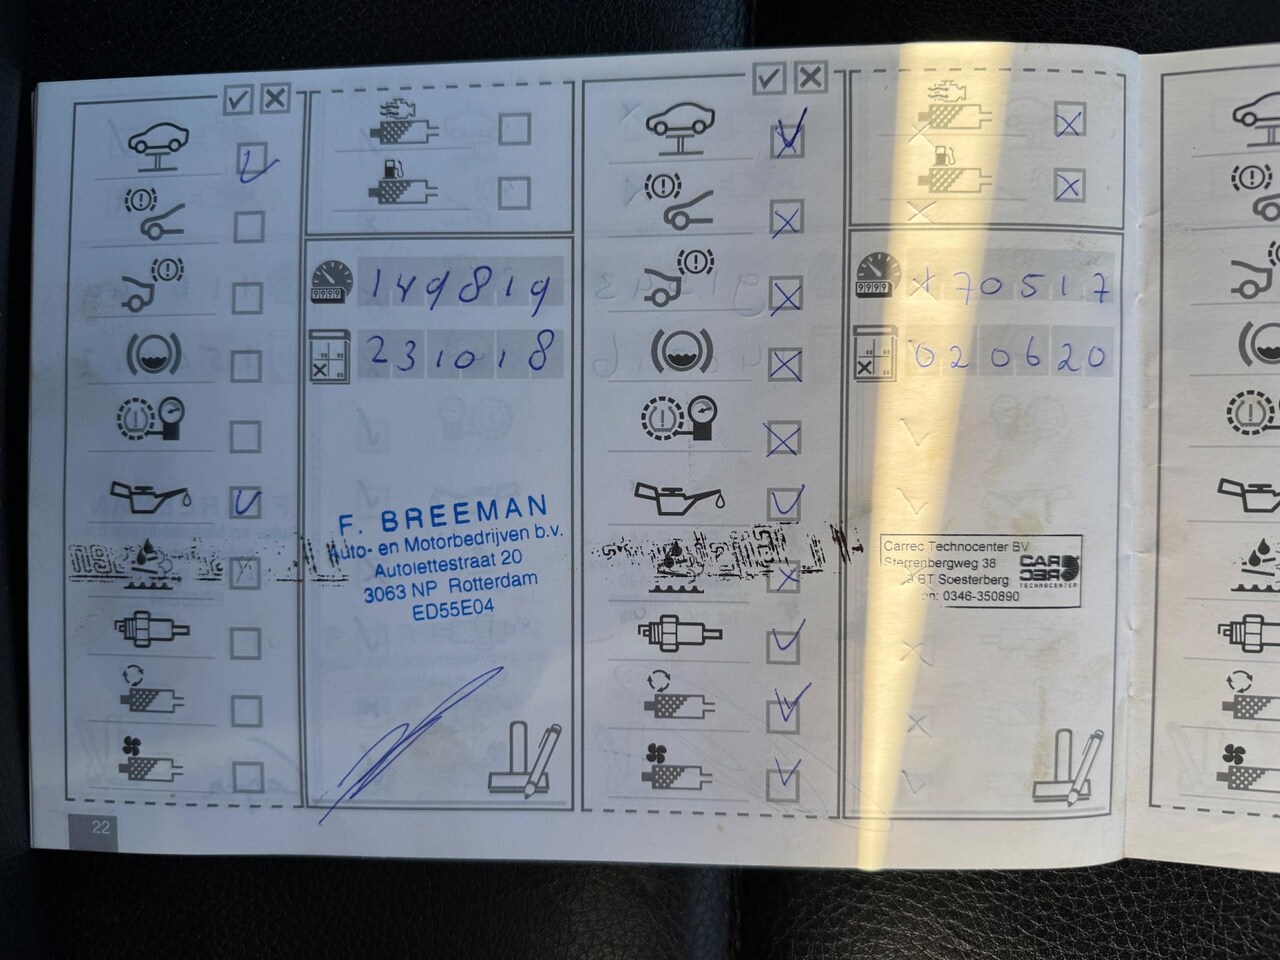 149819
231018
F. BREEMAN
Auto- en Motorbedrijven b.v.
Autolettestraat 20
3063 NP Rotterdam
ED55E04
22
x70517
020620
Carrec Technocenter BV
Sterrenbergweg 38
BT Soesterberg
0346-350890
CAR
REC
TECHNOCENTER